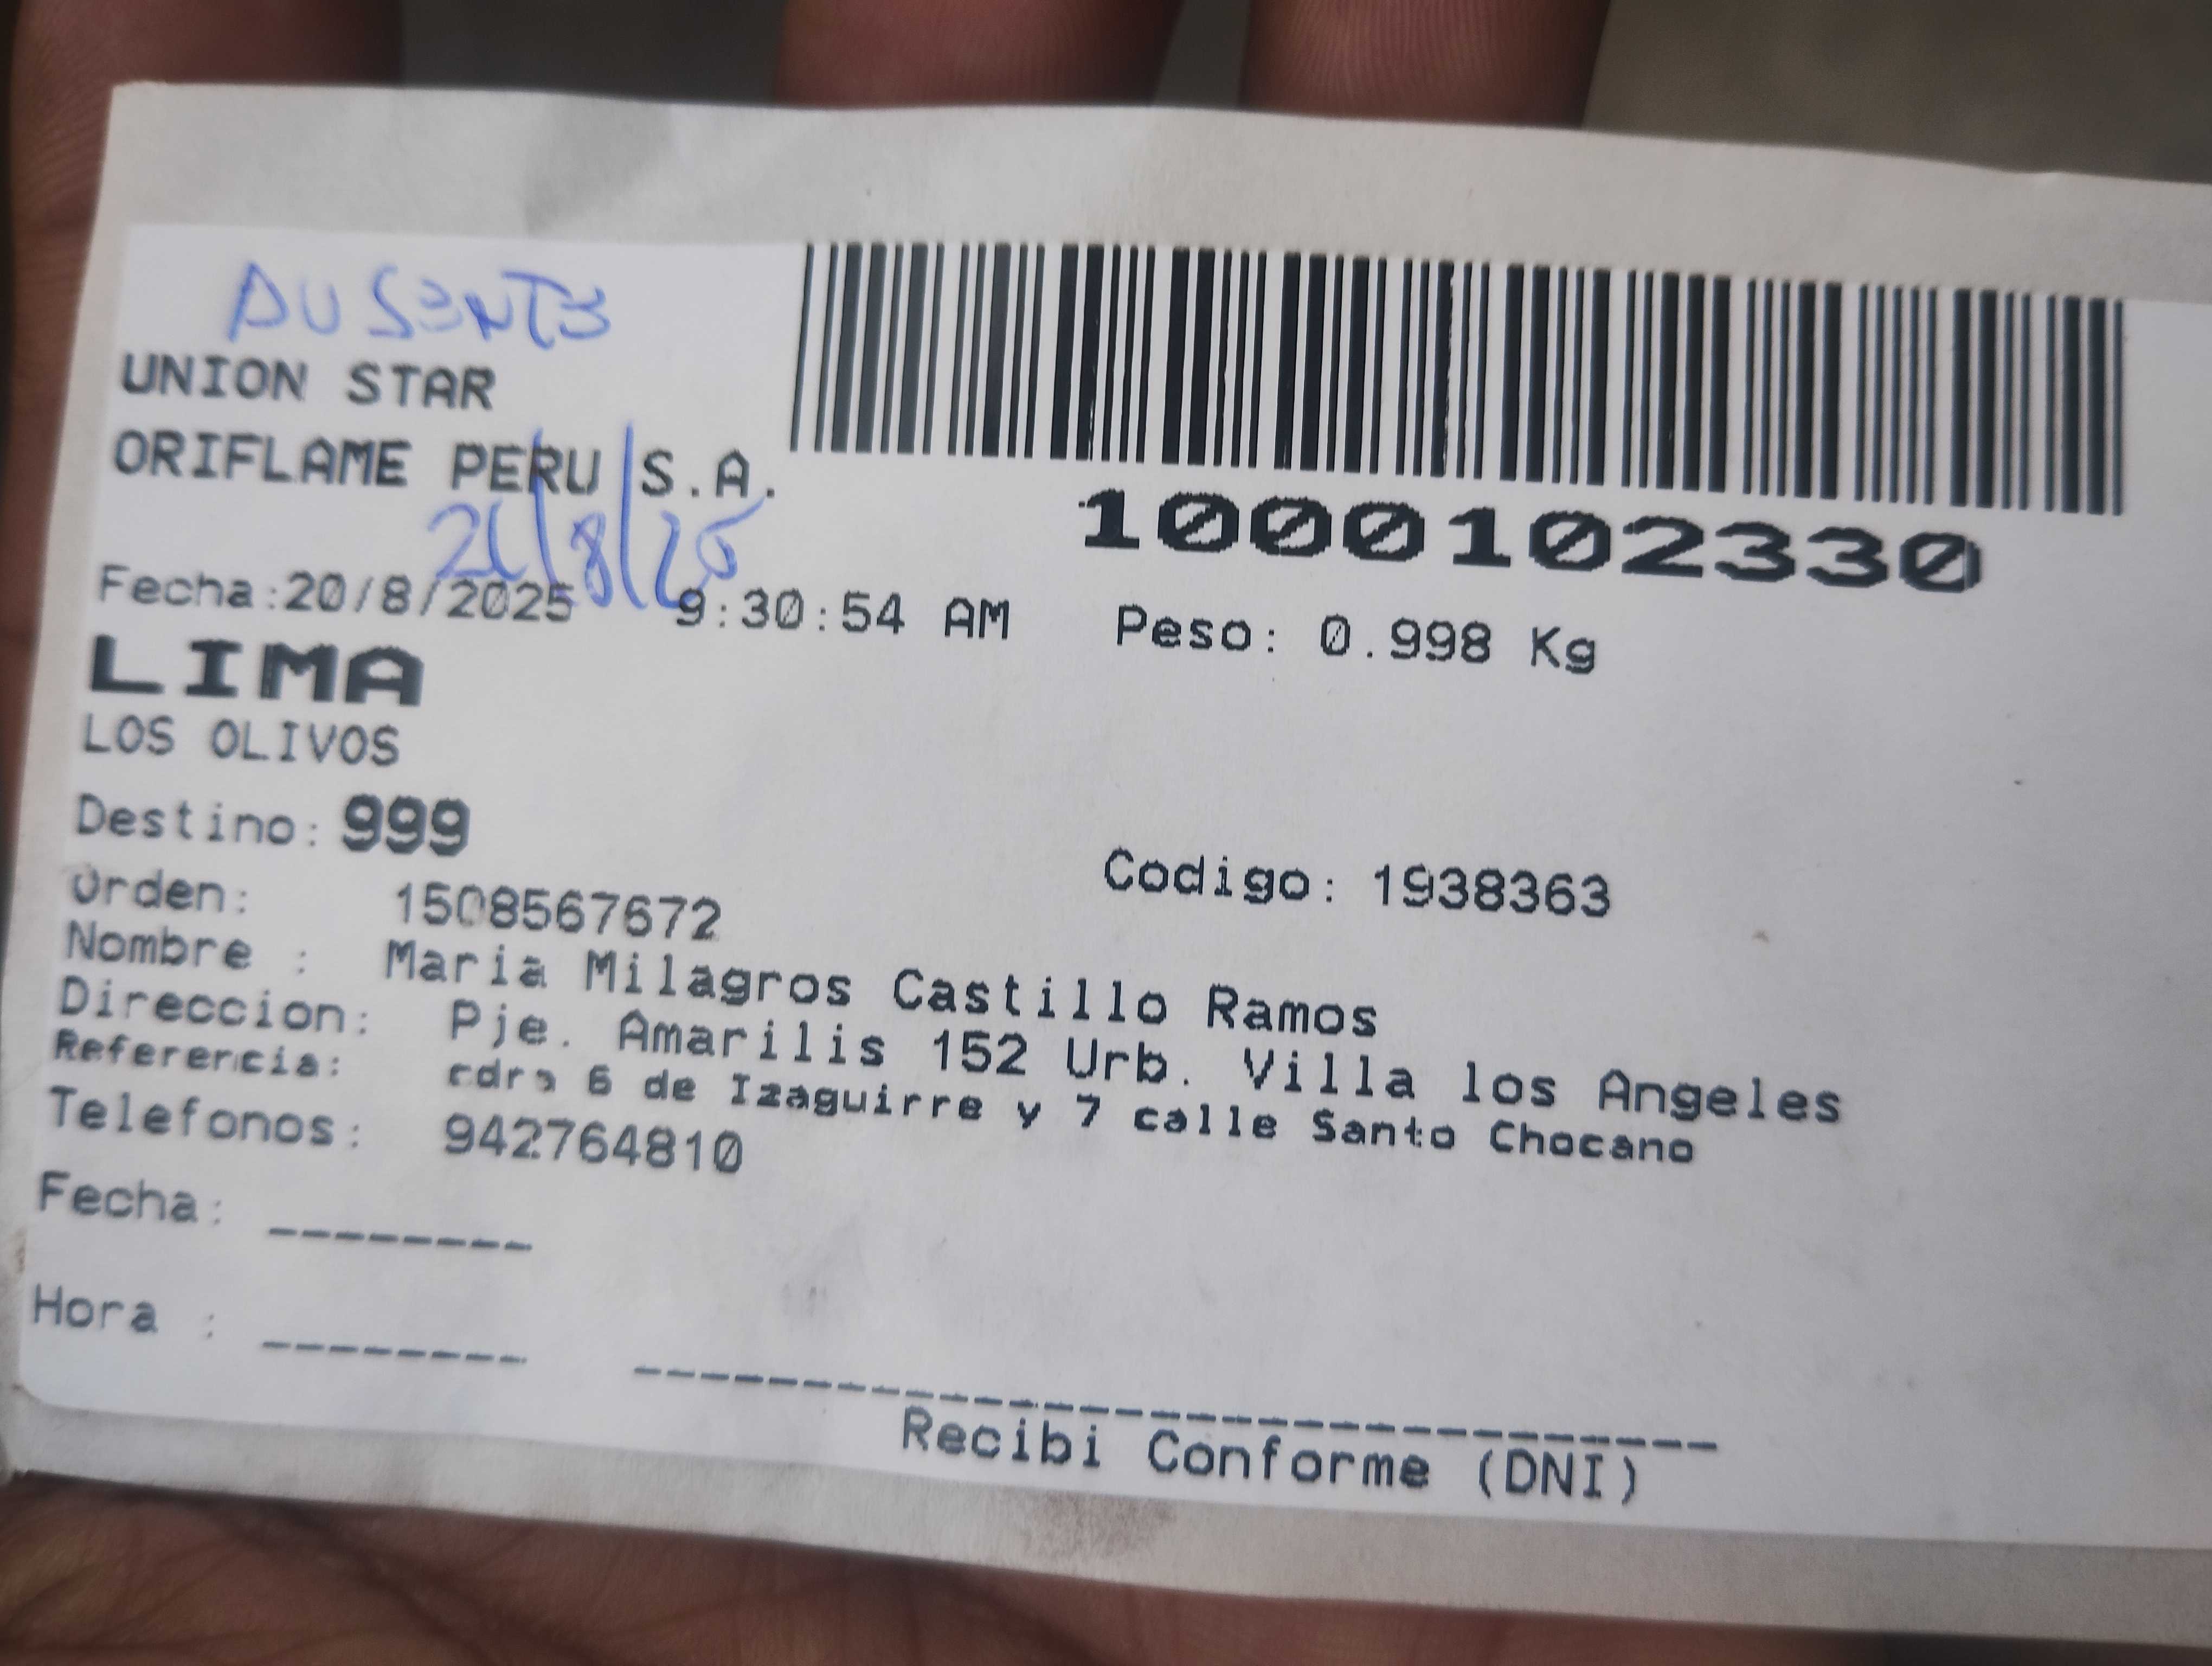 AUSENTE
UNION STAR
ORIFLAME PERU S.A.
21/8/25
1000102330
Fecha:20/8/2025 9:30:54 AM Peso: 0.998 Kg
LIMA
LOS OLIVOS
Destino: 999
Codigo: 1938363
Orden: 1508567672
Nombre : Maria Milagros Castillo Ramos
Direccion: Pje. Amarilis 152 Urb. Villa los Angeles
Referencia: cdra 6 de Izaguirre y 7 calle Santo Chocano
Telefonos: 942764810
Fecha: ________
Hora : ________
Recibi Conforme (DNI)